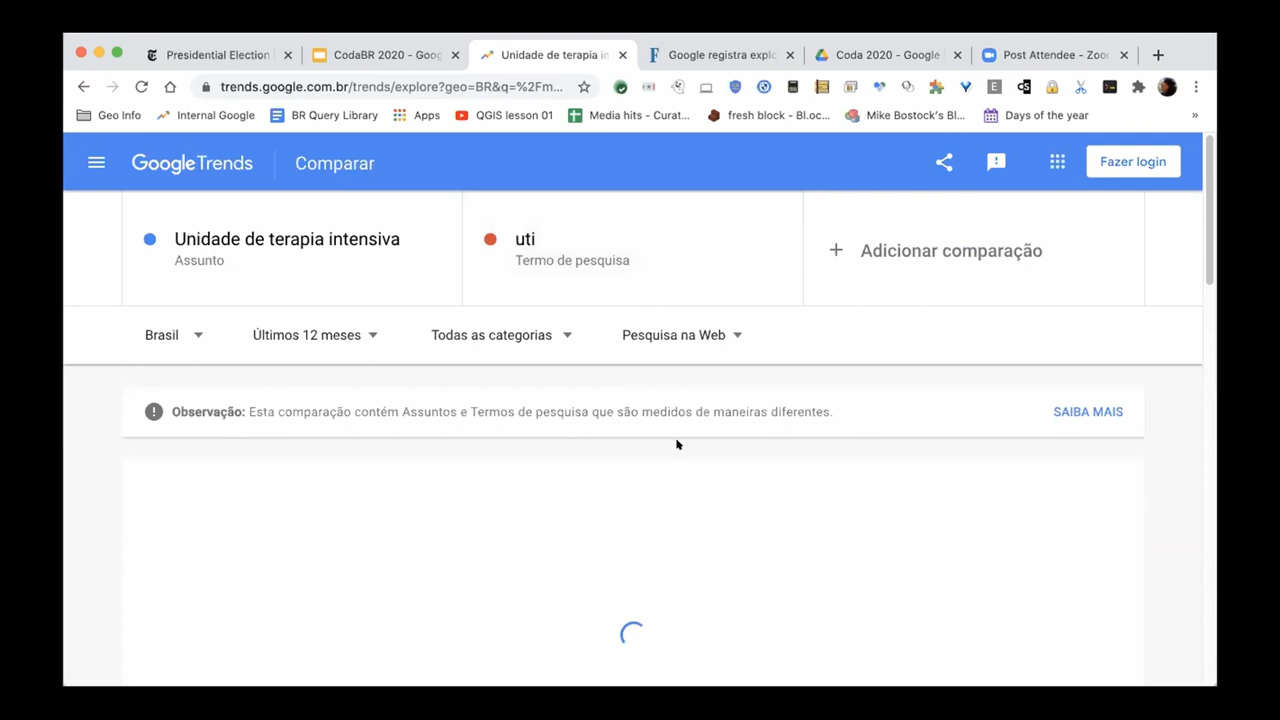 Presidential Election
CodaBR 2020 - Goog
Unidade de terapia in
Google registra explo
Coda 2020 - Google
Post Attendee - Zoo
trends.google.com.br/trends/explore?geo=BR&q=%2Fm...
Geo Info
Internal Google
BR Query Library
Apps
QGIS lesson 01
Media hits - Curat...
fresh block - Bl.oc...
Mike Bostock's Bl...
Days of the year
»
GoogleTrends
Comparar
Fazer login
Unidade de terapia intensiva
Assunto
uti
Termo de pesquisa
+ Adicionar comparação
Brasil
Últimos 12 meses
Todas as categorias
Pesquisa na Web
Observação: Esta comparação contém Assuntos e Termos de pesquisa que são medidos de maneiras diferentes.
SAIBA MAIS